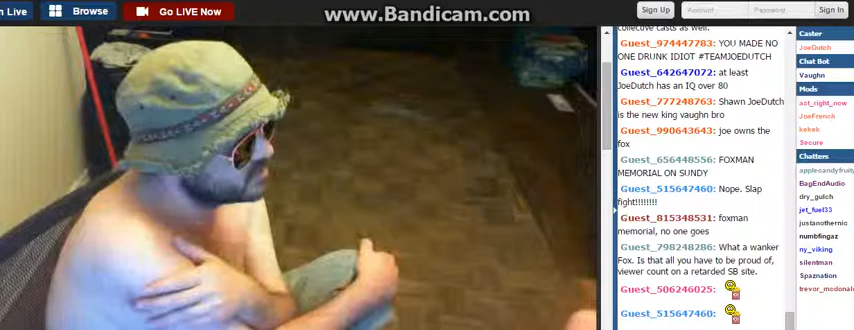 n Live
Browse
Go LIVE Now
www.Bandicam.com
Sign Up
Account
Password
Sign In
collective casts as well.
Guest_974447783: YOU MADE NO
ONE DRUNK IDIOT #TEAMJOEDUTCH
Guest_642647072: at least
JoeDutch has an IQ over 80
Guest_777248763: Shawn JoeDutch
is the new king vaughn bro
Guest_990643643: joe owns the
fox
Guest_656448556: FOXMAN
MEMORIAL ON SUNDY
Guest_515647460: Nope. Slap
fight!!!!!!!!
Guest_815348531: foxman
memorial, no one goes
Guest_798248286: What a wanker
Fox. Is that all you have to be proud of,
viewer count on a retarded SB site.
Guest_506246025:
Guest_515647460:
Caster
JoeDutch
Chat Bot
Vaughn
Mods
act_right_now
JoeFrench
kekek
Secure
Chatters
applecandyfruity
BagEndAudio
dry_gulch
jet_fuel33
justanothernic
numbfingaz
ny_viking
silentman
Spaznation
trevor_mcdonal